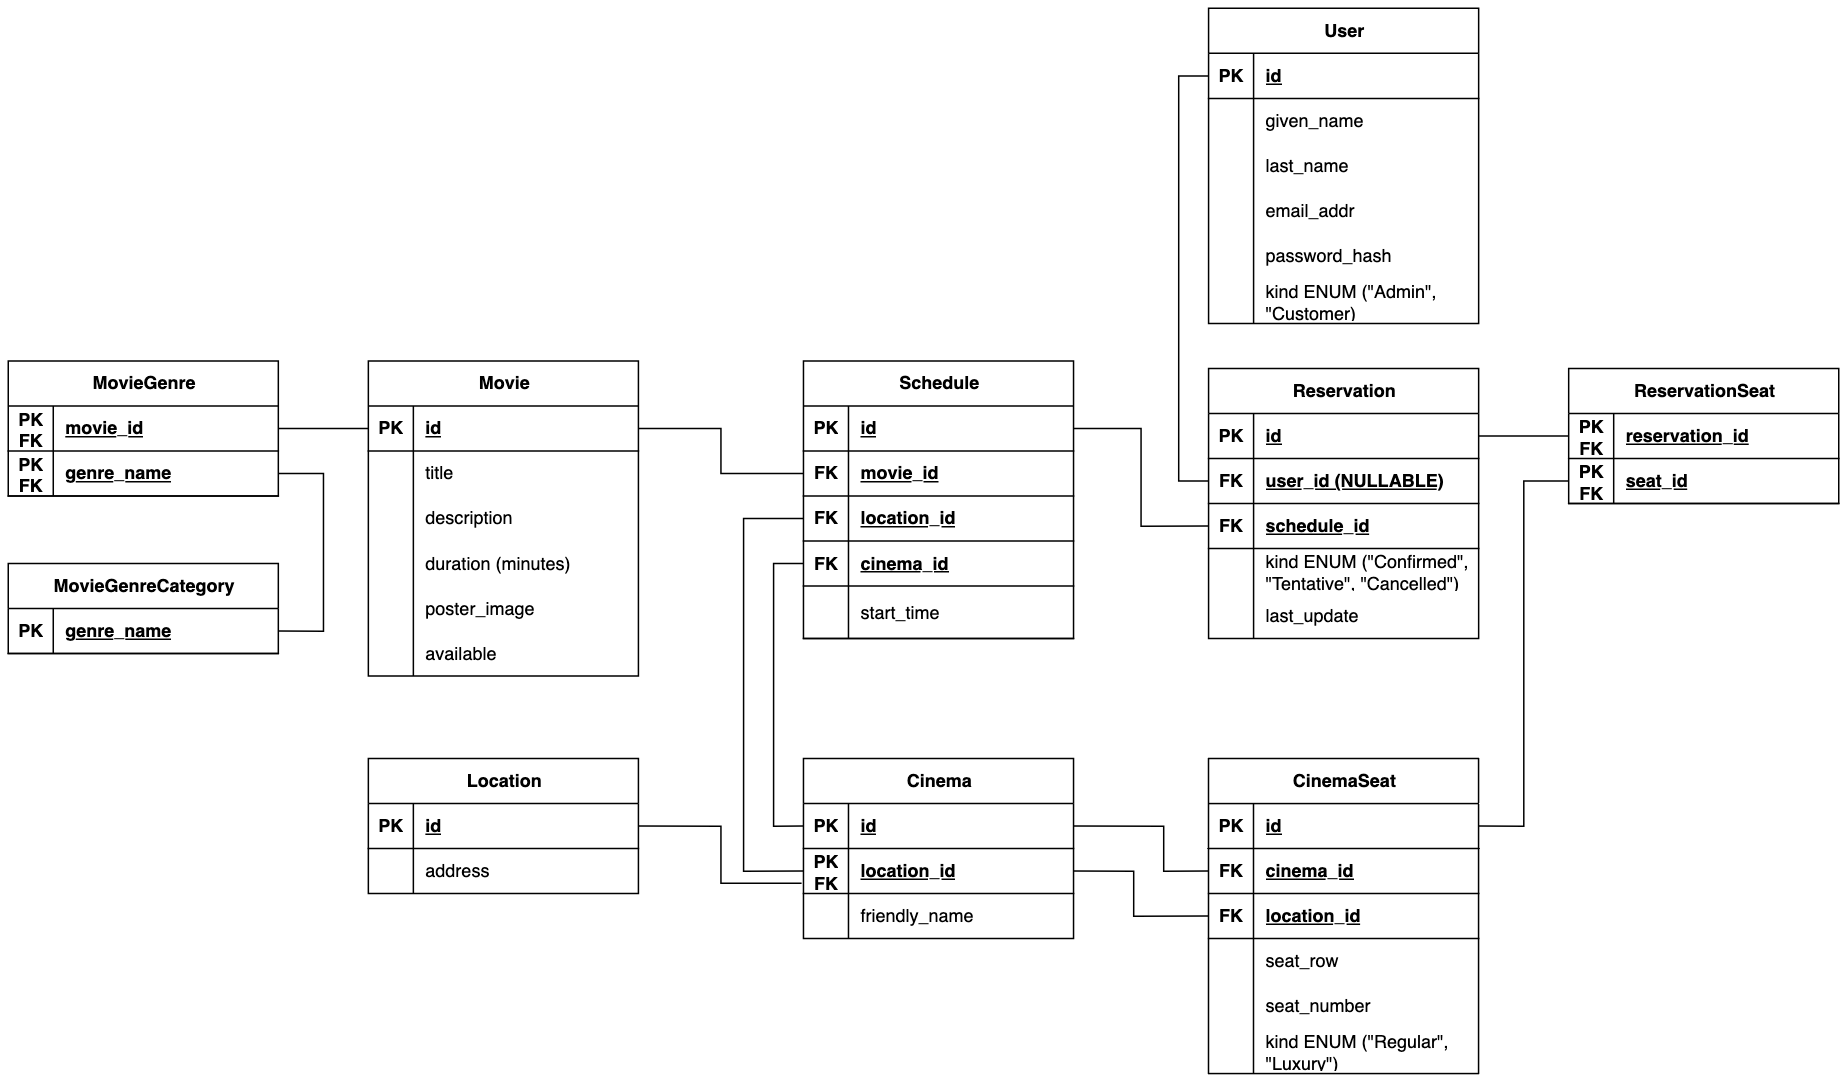 User
PK id
given_name
last_name
email_addr
password_hash
kind ENUM ("Admin",
"Customer)
MovieGenre
PK
FK
movie_id
PK
FK
genre_name
MovieGenreCategory
PK genre_name
Movie
PK id
title
description
duration (minutes)
poster_image
available
Schedule
PK id
FK movie_id
FK location_id
FK cinema_id
start_time
Reservation
PK id
FK user_id (NULLABLE)
FK schedule_id
kind ENUM ("Confirmed",
"Tentative", "Cancelled")
last_update
ReservationSeat
PK
FK
reservation_id
PK
FK
seat_id
Location
PK id
address
Cinema
PK id
PK
FK
location_id
friendly_name
CinemaSeat
PK id
FK cinema_id
FK location_id
seat_row
seat_number
kind ENUM ("Regular",
"Luxury")